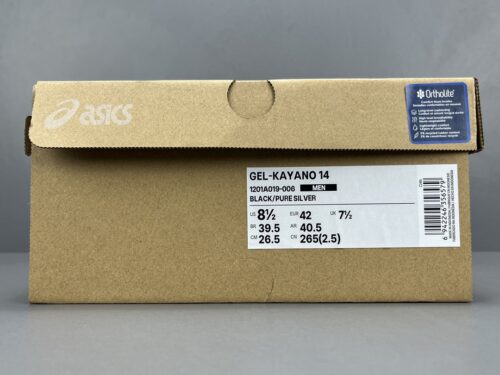 asics
Ortholite®
GEL-KAYANO 14
1201A019-006 MEN
BLACK/PURE SILVER
US 8½ EUR 42 UK 7½
BR 39.5 AR 40.5
CM 26.5 CN 265(2.5)
6942246356579